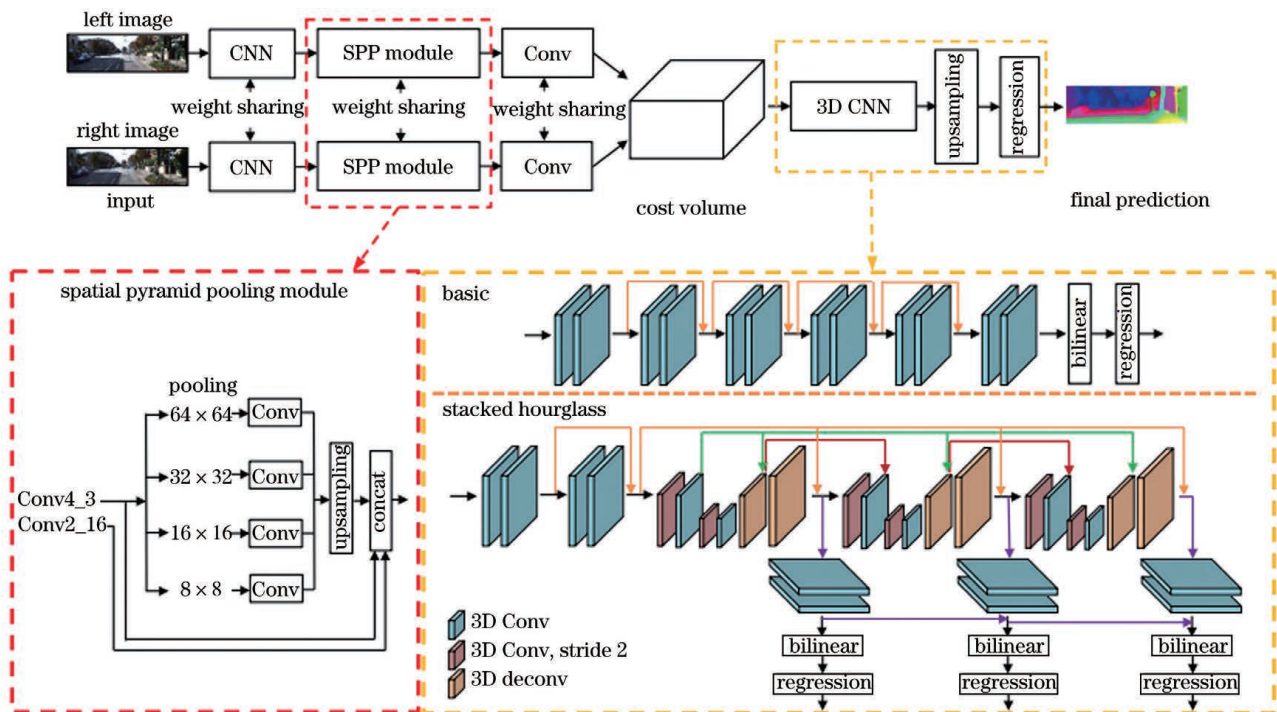 left image
CNN
SPP module
Conv
weight sharing
weight sharing
weight sharing
3D CNN
upsampling
regression
right image
CNN
SPP module
Conv
input
cost volume
final prediction
spatial pyramid pooling module
pooling
64 × 64
Conv
32 × 32
Conv
16 × 16
Conv
8 × 8
Conv
Conv4_3
Conv2_16
upsampling
concat
basic
bilinear
regression
stacked hourglass
3D Conv
3D Conv, stride 2
3D deconv
bilinear
bilinear
bilinear
regression
regression
regression